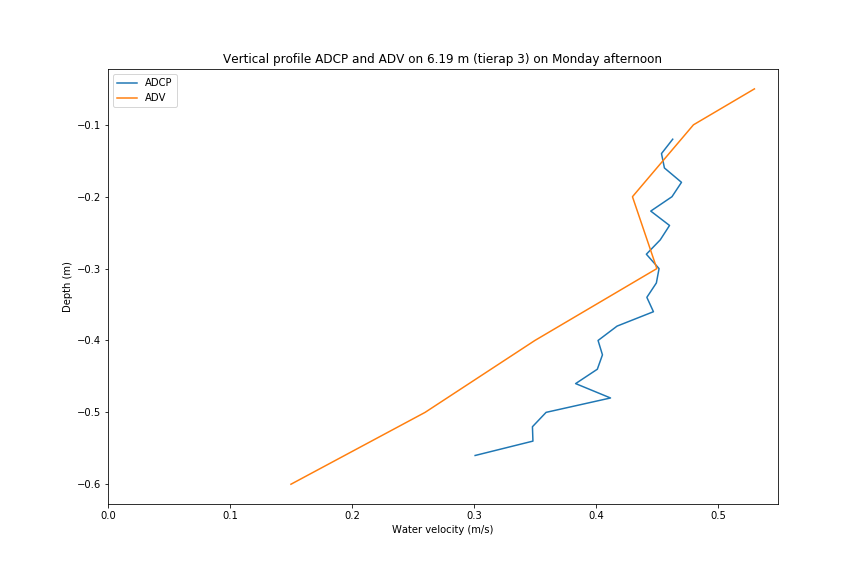 Vertical profile ADCP and ADV on 6.19 m (tierap 3) on Monday afternoon
ADCP
ADV
−0.1
−0.2
−0.3
−0.4
−0.5
−0.6
Depth (m)
0.0 0.1 0.2 0.3 0.4 0.5
Water velocity (m/s)